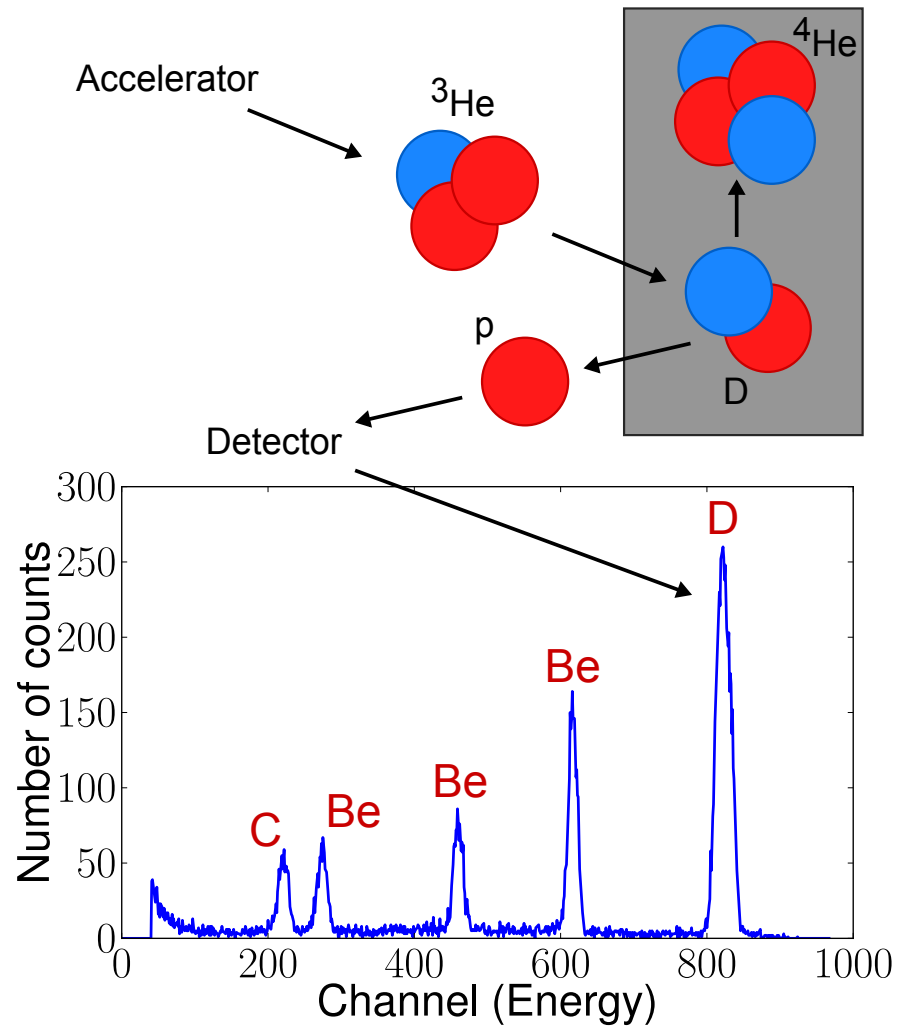 Accelerator
³He
⁴He
p
D
Detector
300
250
200
150
100
50
0
Number of counts
C
Be
Be
Be
D
0 200 400 600 800 1000
Channel (Energy)